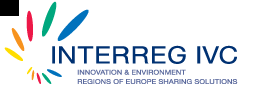 INTERREG IVC
INNOVATION & ENVIRONMENT
REGIONS OF EUROPE SHARING SOLUTIONS